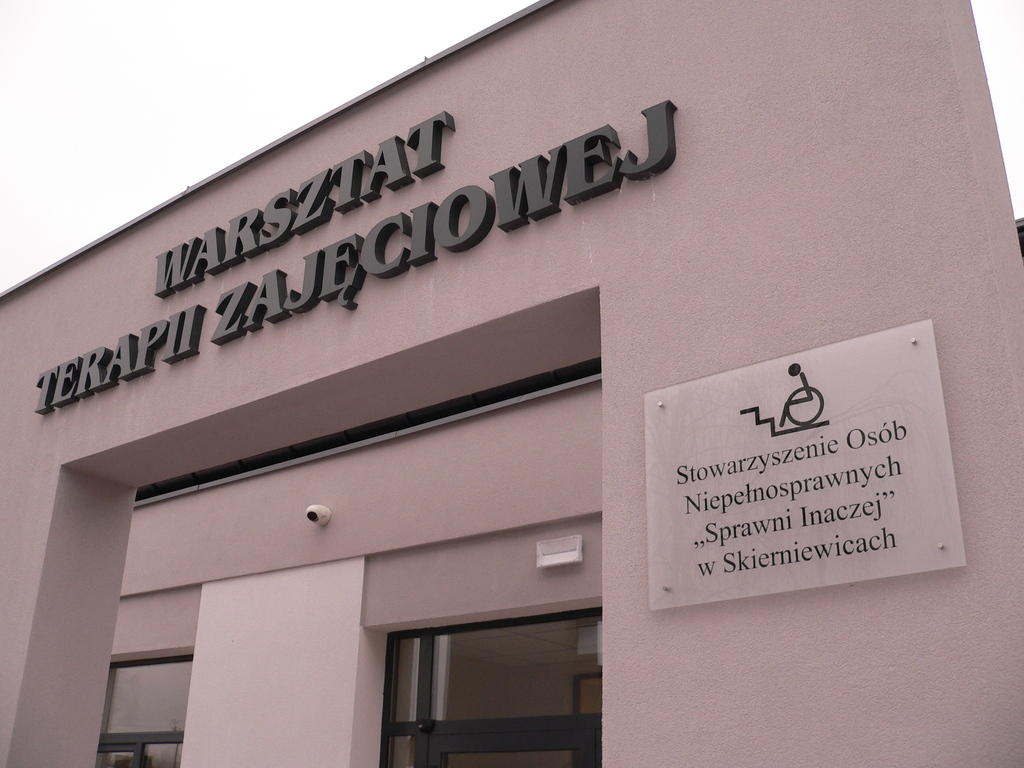 WARSZTAT
TERAPII ZAJĘCIOWEJ
Stowarzyszenie Osób
Niepełnosprawnych
„Sprawni Inaczej”
w Skierniewicach